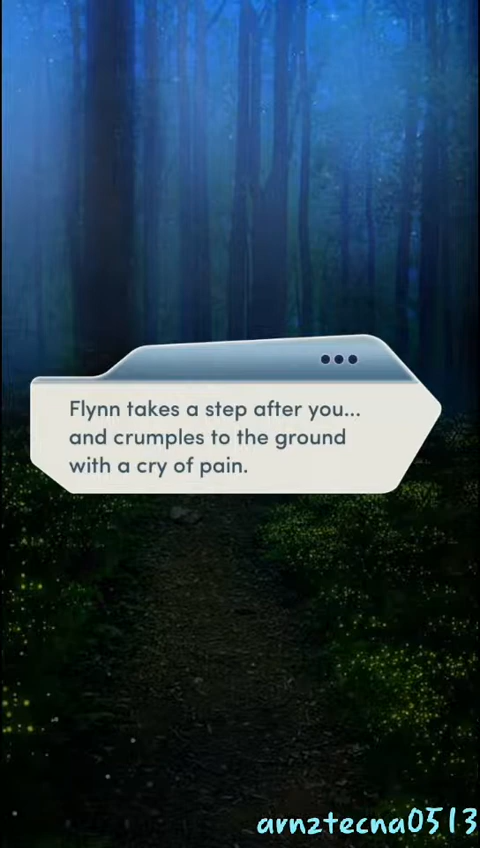 Flynn takes a step after you...
and crumples to the ground
with a cry of pain.
arnztecna0513